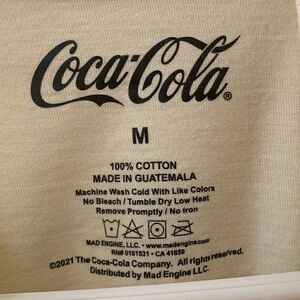 Coca-Cola®
M
100% COTTON
MADE IN GUATEMALA
Machine Wash Cold With Like Colors
No Bleach / Tumble Dry Low Heat
Remove Promptly / No Iron
MAD ENGINE, LLC. • www.madengine.com
RN# 0101531 • CA 41859
©2021 The Coca-Cola Company. All rights reserved.
Distributed by Mad Engine LLC.